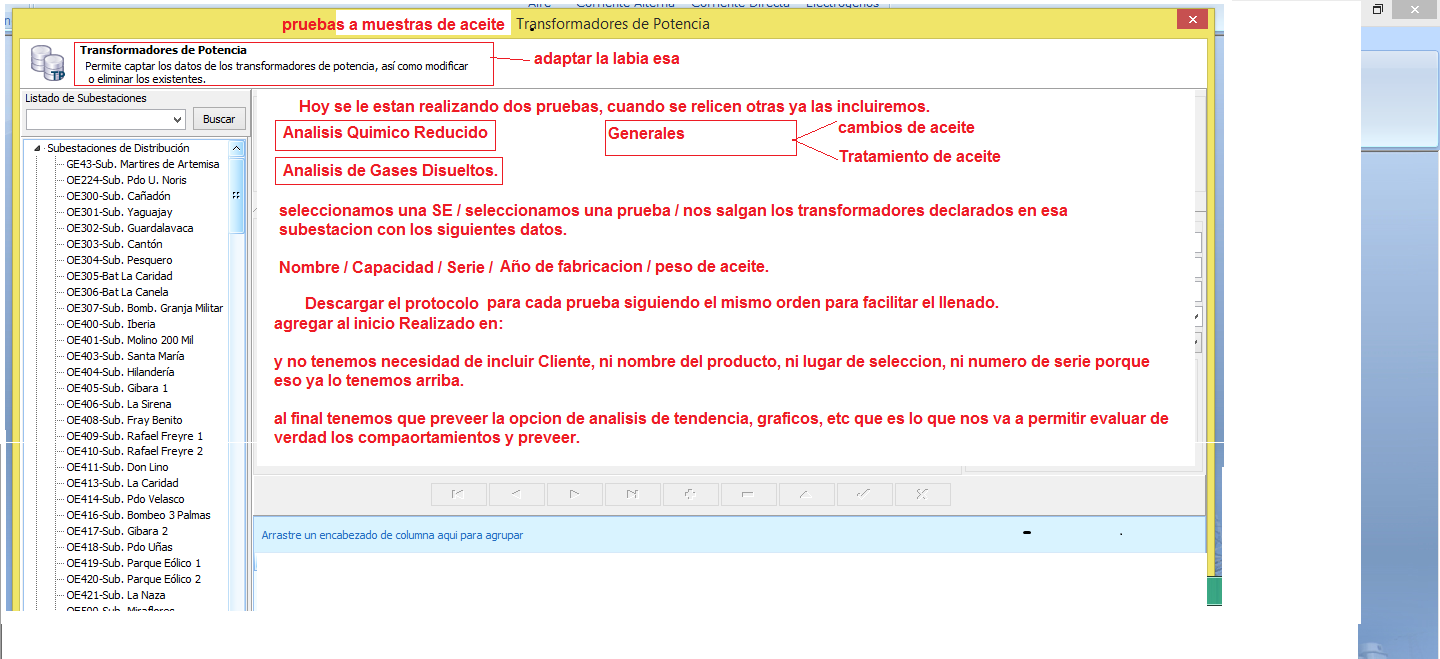 Aire Corriente Alterna Corriente Directa Electrógenos
pruebas a muestras de aceite Transformadores de Potencia
Transformadores de Potencia
Permite captar los datos de los transformadores de potencia, así como modificar
o eliminar los existentes.
adaptar la labia esa
TP
Listado de Subestaciones
Buscar
Hoy se le estan realizando dos pruebas, cuando se relicen otras ya las incluiremos.
Analisis Quimico Reducido
Generales
cambios de aceite
Tratamiento de aceite
Analisis de Gases Disueltos.
seleccionamos una SE / seleccionamos una prueba / nos salgan los transformadores declarados en esa
subestacion con los siguientes datos.
Nombre / Capacidad / Serie / Año de fabricacion / peso de aceite.
Descargar el protocolo para cada prueba siguiendo el mismo orden para facilitar el llenado.
agregar al inicio Realizado en:
y no tenemos necesidad de incluir Cliente, ni nombre del producto, ni lugar de seleccion, ni numero de serie porque
eso ya lo tenemos arriba.
al final tenemos que preveer la opcion de analisis de tendencia, graficos, etc que es lo que nos va a permitir evaluar de
verdad los compaortamientos y preveer.
Arrastre un encabezado de columna aqui para agrupar
Subestaciones de Distribución
GE43-Sub. Martires de Artemisa
OE224-Sub. Pdo U. Noris
OE300-Sub. Cañadón
OE301-Sub. Yaguajay
OE302-Sub. Guardalavaca
OE303-Sub. Cantón
OE304-Sub. Pesquero
OE305-Bat La Caridad
OE306-Bat La Canela
OE307-Sub. Bomb. Granja Militar
OE400-Sub. Iberia
OE401-Sub. Molino 200 Mil
OE403-Sub. Santa María
OE404-Sub. Hilandería
OE405-Sub. Gibara 1
OE406-Sub. La Sirena
OE408-Sub. Fray Benito
OE409-Sub. Rafael Freyre 1
OE410-Sub. Rafael Freyre 2
OE411-Sub. Don Lino
OE413-Sub. La Caridad
OE414-Sub. Pdo Velasco
OE416-Sub. Bombeo 3 Palmas
OE417-Sub. Gibara 2
OE418-Sub. Pdo Uñas
OE419-Sub. Parque Eólico 1
OE420-Sub. Parque Eólico 2
OE421-Sub. La Naza
OE500-Sub. Miraflores